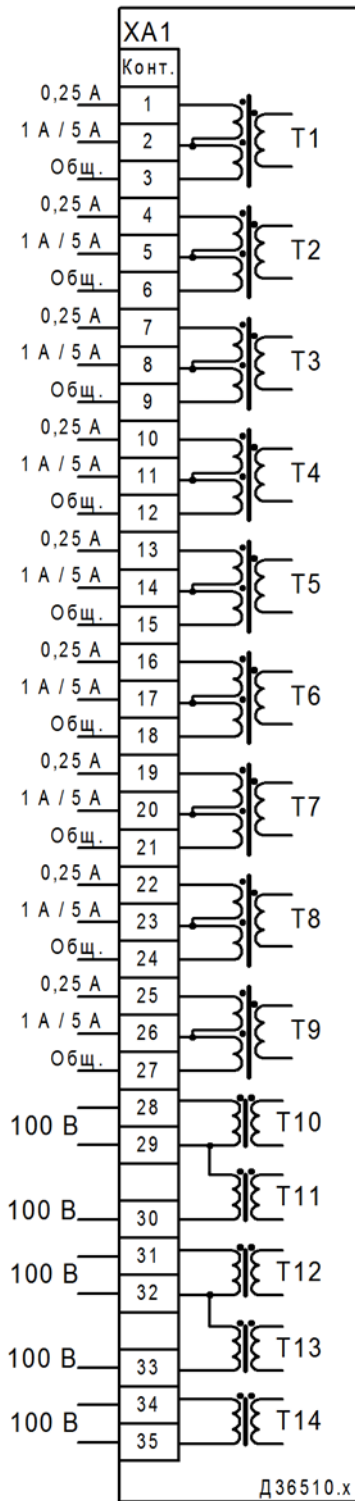 XA1
Конт.
0,25 А 1 T1
1 А / 5 А 2
Общ. 3
0,25 А 4 T2
1 А / 5 А 5
Общ. 6
0,25 А 7 T3
1 А / 5 А 8
Общ. 9
0,25 А 10 T4
1 А / 5 А 11
Общ. 12
0,25 А 13 T5
1 А / 5 А 14
Общ. 15
0,25 А 16 T6
1 А / 5 А 17
Общ. 18
0,25 А 19 T7
1 А / 5 А 20
Общ. 21
0,25 А 22 T8
1 А / 5 А 23
Общ. 24
0,25 А 25 T9
1 А / 5 А 26
Общ. 27
28 T10
100 В 29
T11
100 В 30
31 T12
100 В 32
T13
100 В 33
34 T14
100 В 35
Д36510.х